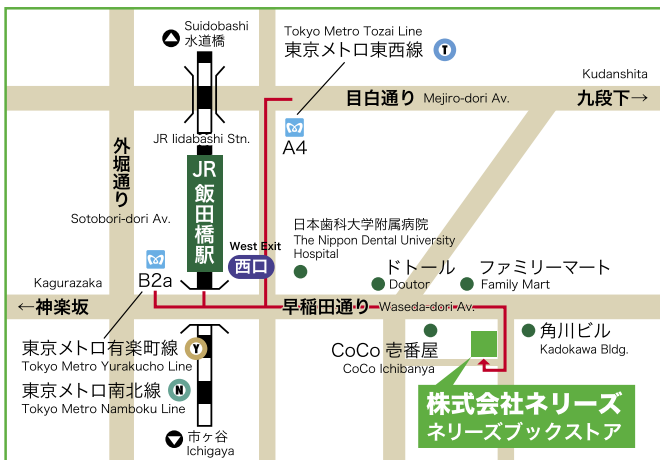 Suidobashi
水道橋
Tokyo Metro Tozai Line
東京メトロ東西線 T
Kudanshita
目白通り Mejiro-dori Av.
九段下→
JR Iidabashi Stn.
A4
外堀通り
Sotobori-dori Av.
JR 飯田橋駅
West Exit
西口
日本歯科大学附属病院
The Nippon Dental University
Hospital
B2a
ドトール
Doutor
ファミリーマート
Family Mart
Kagurazaka
←神楽坂
早稲田通り Waseda-dori Av.
東京メトロ有楽町線 Y
Tokyo Metro Yurakucho Line
東京メトロ南北線 N
Tokyo Metro Namboku Line
CoCo 壱番屋
CoCo Ichibanya
角川ビル
Kadokawa Bldg.
株式会社ネリーズ
ネリーズブックストア
市ヶ谷
Ichigaya